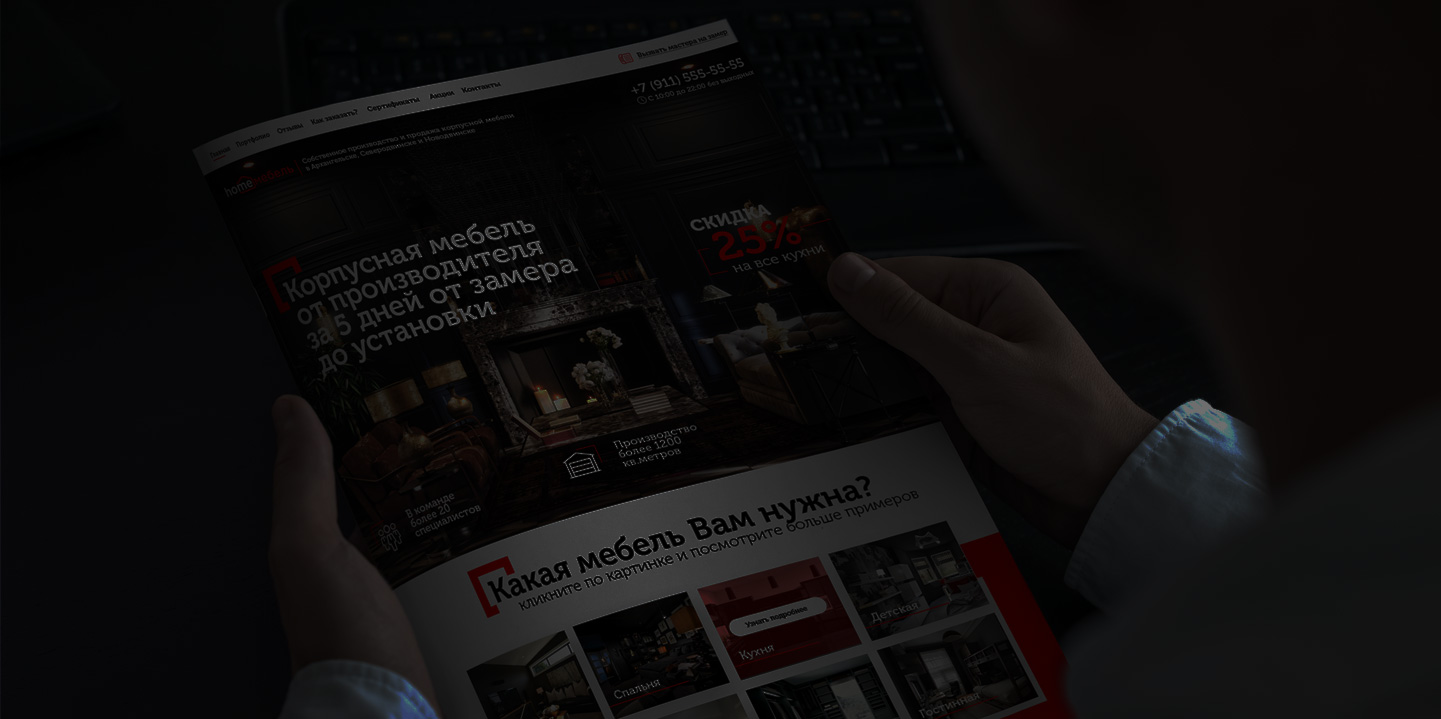 Главная Портфолио Отзывы Как заказать? Сертификаты Акции Контакты
Вызвать мастера на замер
homeмебель
Собственное производство и продажа корпусной мебели
в Архангельске, Северодвинске и Новодвинске
+7 (911) 555-55-55
С 10:00 до 22:00 без выходных
Корпусная мебель
от производителя
за 5 дней от замера
до установки
СКИДКА
25%
на все кухни
В команде
более 20
специалистов
Производство
более 1200
кв.метров
Какая мебель Вам нужна?
кликните по картинке и посмотрите больше примеров
Спальня
Узнать подробнее
Кухня
Детская
Гостинная